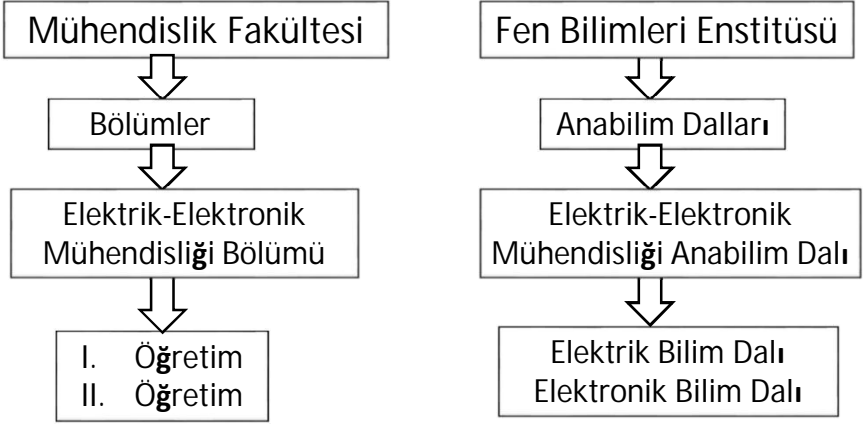 Mühendislik Fakültesi
Bölümler
Elektrik-Elektronik
Mühendisliği Bölümü
I. Öğretim
II. Öğretim
Fen Bilimleri Enstitüsü
Anabilim Dalları
Elektrik-Elektronik
Mühendisliği Anabilim Dalı
Elektrik Bilim Dalı
Elektronik Bilim Dalı